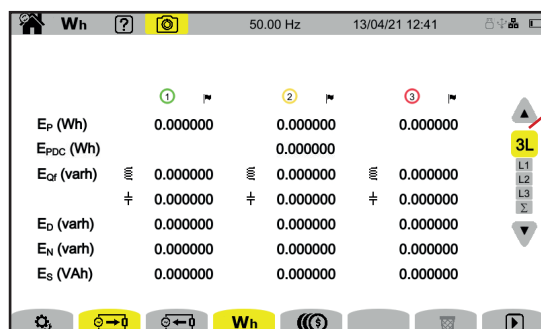 Wh ? 50.00 Hz 13/04/21 12:41
1 2 3
EP (Wh) 0.000000 0.000000 0.000000
EPDC (Wh) 0.000000
EQf (varh) 0.000000 0.000000 0.000000
0.000000 0.000000 0.000000
ED (varh) 0.000000 0.000000 0.000000
EN (varh) 0.000000 0.000000 0.000000
ES (VAh) 0.000000 0.000000 0.000000
3L
L1
L2
L3
Σ
Wh $